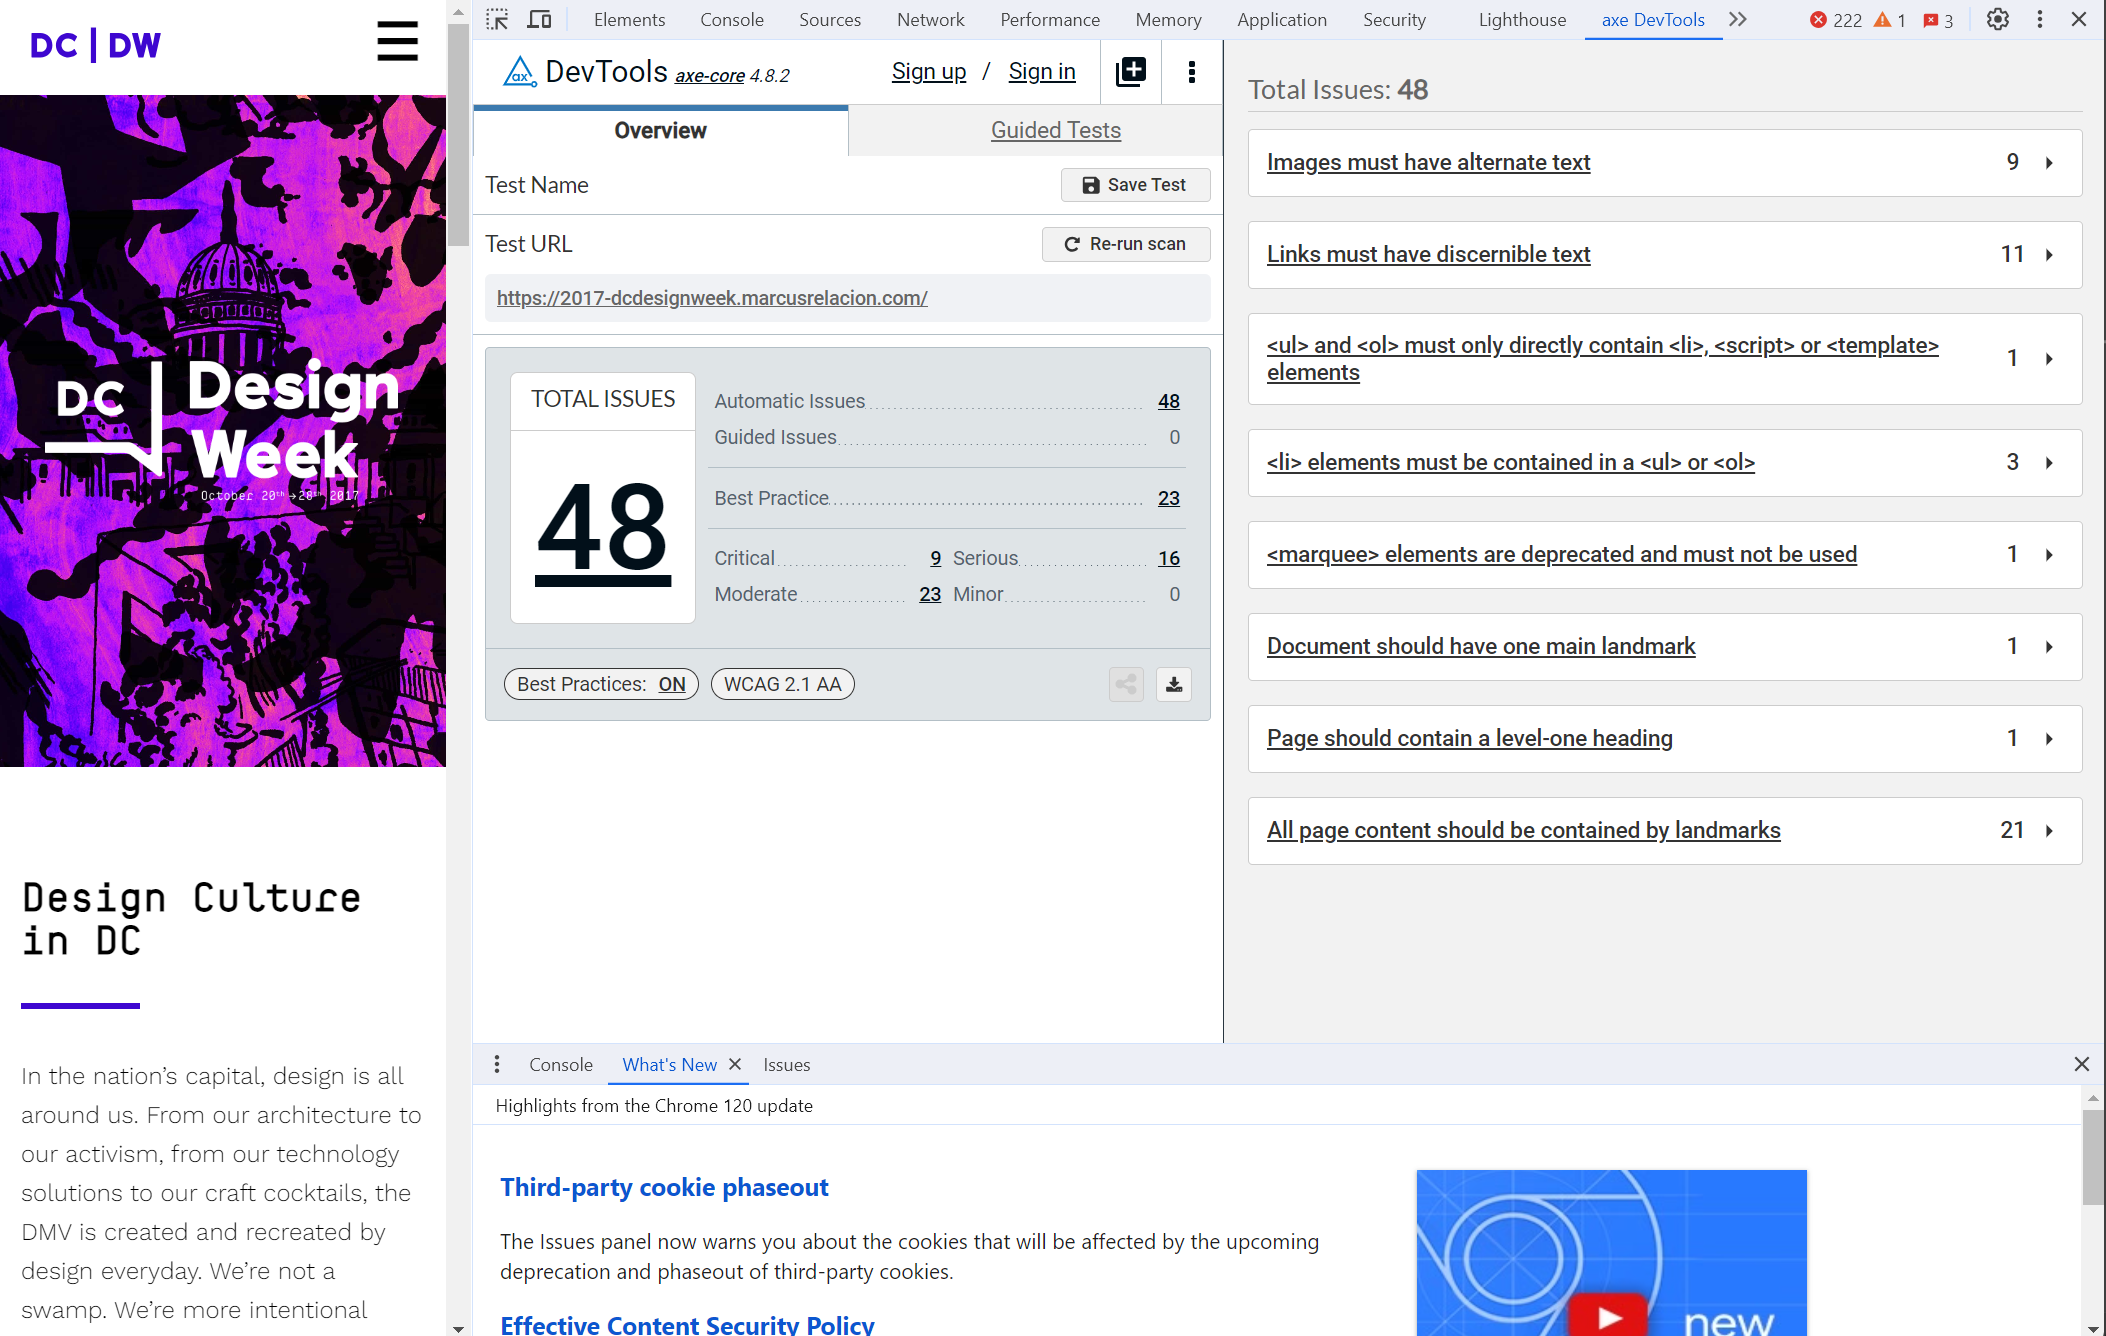 DC | DW
DC Design
Week
October 20th → 28th 2017
Design Culture
in DC
In the nation’s capital, design is all
around us. From our architecture to
our activism, from our technology
solutions to our craft cocktails, the
DMV is created and recreated by
design everyday. We’re not a
swamp. We’re more intentional
Elements Console Sources Network Performance Memory Application Security Lighthouse axe DevTools 222 1 3
ax DevTools axe-core 4.8.2 Sign up / Sign in
Overview Guided Tests
Test Name Save Test
Test URL Re-run scan
https://2017-dcdesignweek.marcusrelacion.com/
TOTAL ISSUES
48
Automatic Issues 48
Guided Issues 0
Best Practice 23
Critical 9 Serious 16
Moderate 23 Minor 0
Best Practices: ON WCAG 2.1 AA
Total Issues: 48
Images must have alternate text 9
Links must have discernible text 11
<ul> and <ol> must only directly contain <li>, <script> or <template>
elements 1
<li> elements must be contained in a <ul> or <ol> 3
<marquee> elements are deprecated and must not be used 1
Document should have one main landmark 1
Page should contain a level-one heading 1
All page content should be contained by landmarks 21
Console What's New Issues
Highlights from the Chrome 120 update
Third-party cookie phaseout
The Issues panel now warns you about the cookies that will be affected by the upcoming
deprecation and phaseout of third-party cookies.
Effective Content Security Policy
new